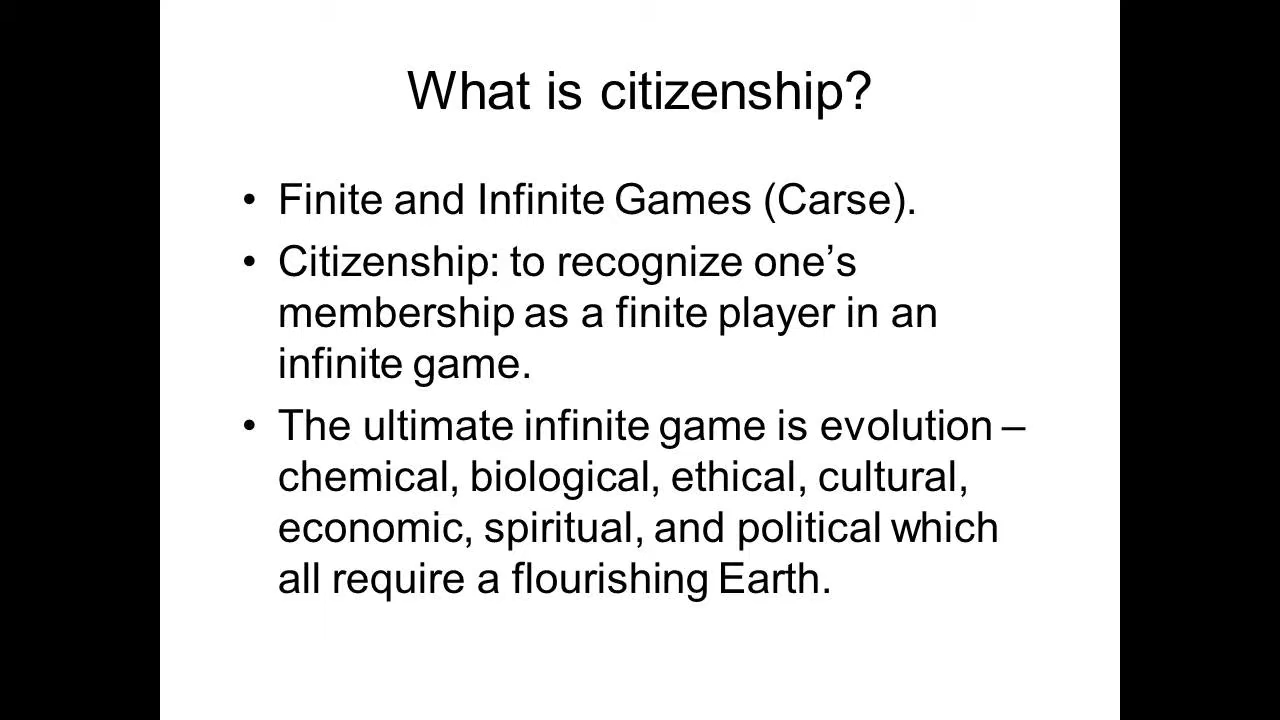 What is citizenship?
• Finite and Infinite Games (Carse).
• Citizenship: to recognize one’s
membership as a finite player in an
infinite game.
• The ultimate infinite game is evolution –
chemical, biological, ethical, cultural,
economic, spiritual, and political which
all require a flourishing Earth.